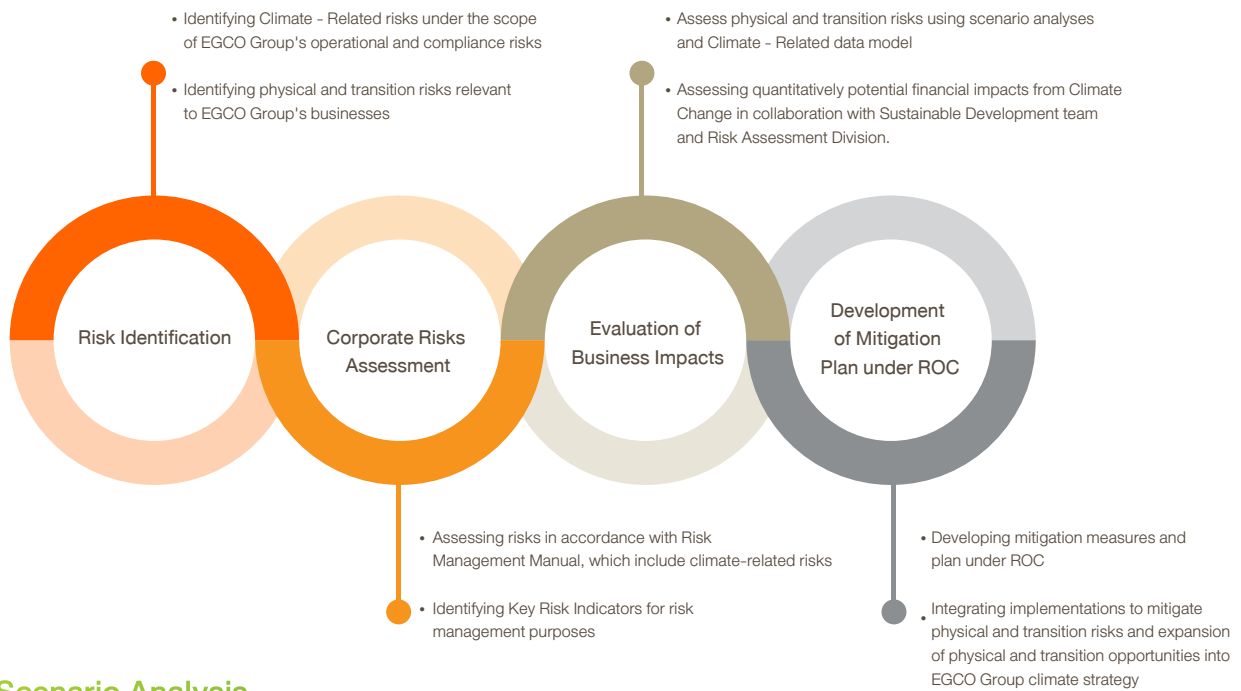 • Identifying Climate - Related risks under the scope
of EGCO Group's operational and compliance risks
• Identifying physical and transition risks relevant
to EGCO Group's businesses
• Assess physical and transition risks using scenario analyses
and Climate - Related data model
• Assessing quantitatively potential financial impacts from Climate
Change in collaboration with Sustainable Development team
and Risk Assessment Division.
Risk Identification
Corporate Risks
Assessment
Evaluation of
Business Impacts
Development
of Mitigation
Plan under ROC
• Assessing risks in accordance with Risk
Management Manual, which include climate-related risks
• Identifying Key Risk Indicators for risk
management purposes
• Developing mitigation measures and
plan under ROC
• Integrating implementations to mitigate
physical and transition risks and expansion
of physical and transition opportunities into
EGCO Group climate strategy
Scenario Analysis